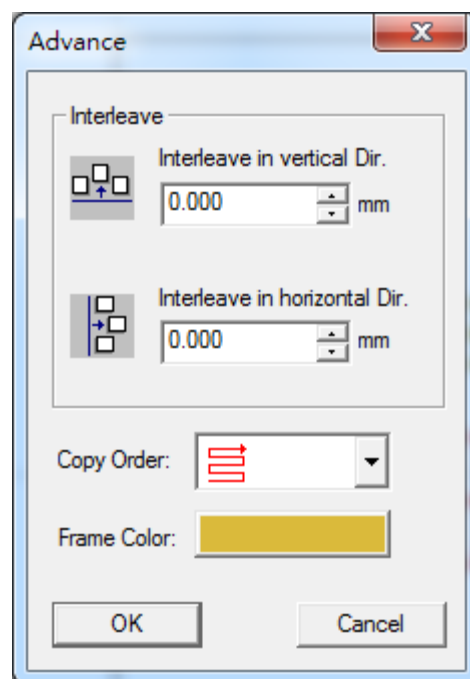 Advance
Interleave
Interleave in vertical Dir.
0.000 mm
Interleave in horizontal Dir.
0.000 mm
Copy Order:
Frame Color:
OK Cancel